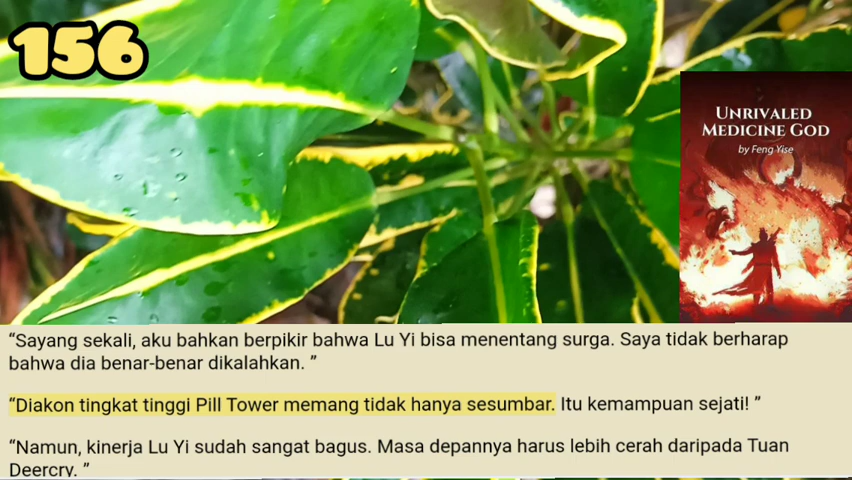 156
UNRIVALED
MEDICINE GOD
by Feng Yise
“Sayang sekali, aku bahkan berpikir bahwa Lu Yi bisa menentang surga. Saya tidak berharap
bahwa dia benar-benar dikalahkan. ”
“Diakon tingkat tinggi Pill Tower memang tidak hanya sesumbar. Itu kemampuan sejati! ”
“Namun, kinerja Lu Yi sudah sangat bagus. Masa depannya harus lebih cerah daripada Tuan
Deercry. ”